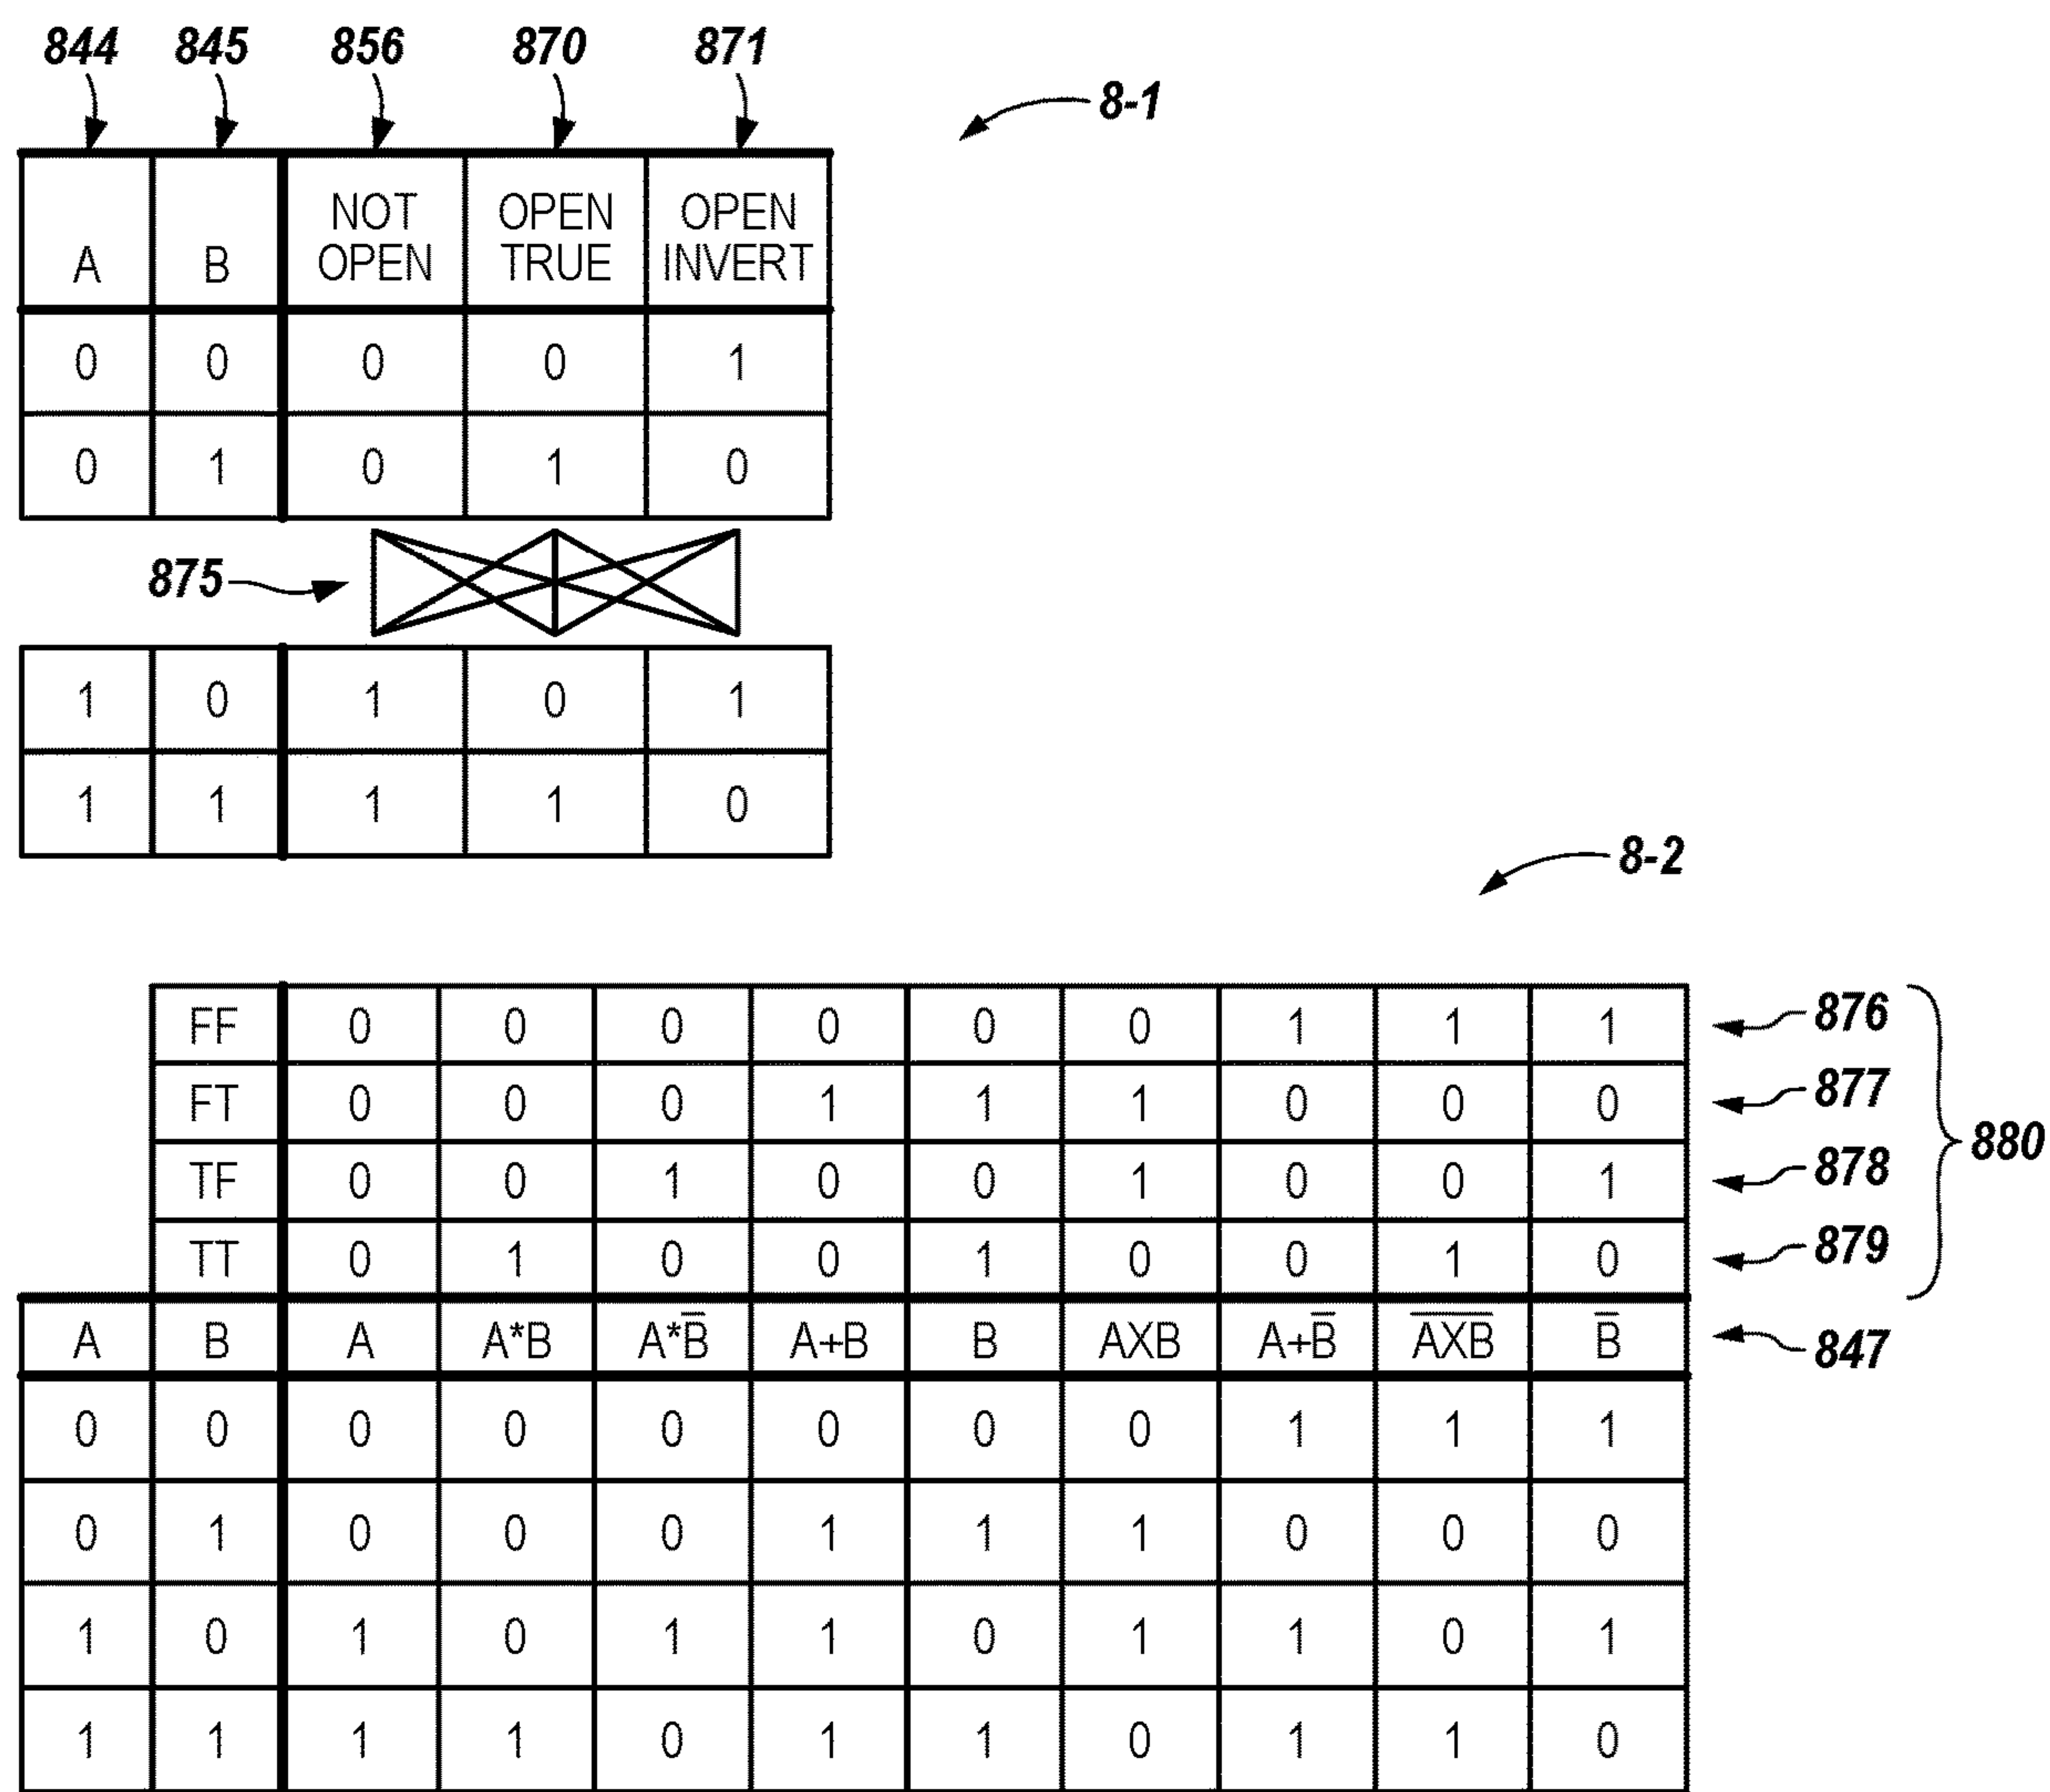 844 845 856 870 871
8-1
A B NOT OPEN OPEN TRUE OPEN INVERT
0 0 0 0 1
0 1 0 1 0
875
1 0 1 0 1
1 1 1 1 0
8-2
FF 0 0 0 0 0 0 1 1 1 876
FT 0 0 0 1 1 1 0 0 0 877
TF 0 0 1 0 0 1 0 0 1 878
TT 0 1 0 0 1 0 0 1 0 879
880
A B A A*B A*B̅ A+B B AXB A+B̅ A̅X̅B̅ B̅ 847
0 0 0 0 0 0 0 0 1 1 1
0 1 0 0 0 1 1 1 0 0 0
1 0 1 0 1 1 0 1 1 0 1
1 1 1 1 0 1 1 0 1 1 0